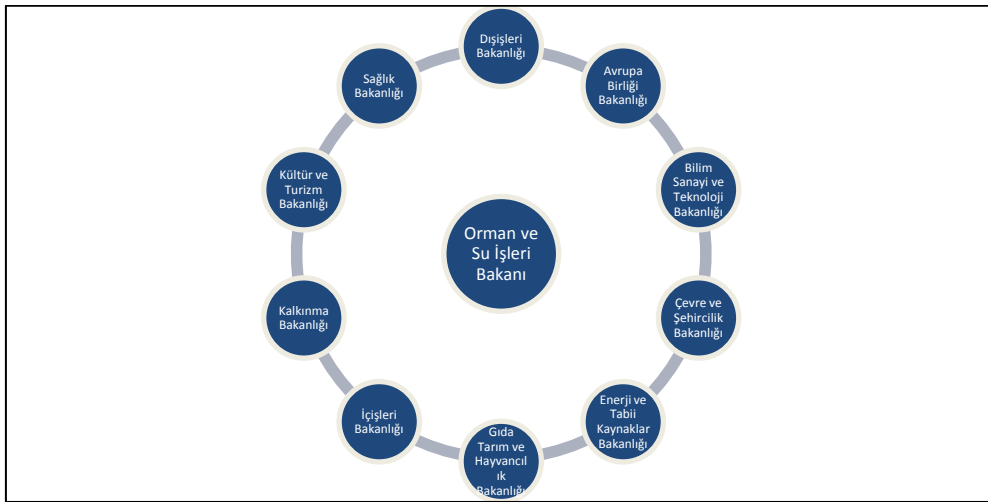 Dışişleri
Bakanlığı
Avrupa
Birliği
Bakanlığı
Bilim
Sanayi ve
Teknoloji
Bakanlığı
Çevre ve
Şehircilik
Bakanlığı
Enerji ve
Tabii
Kaynaklar
Bakanlığı
Gıda
Tarım ve
Hayvancıl
ık
Bakanlığı
İçişleri
Bakanlığı
Kalkınma
Bakanlığı
Kültür ve
Turizm
Bakanlığı
Sağlık
Bakanlığı
Orman ve
Su İşleri
Bakanı